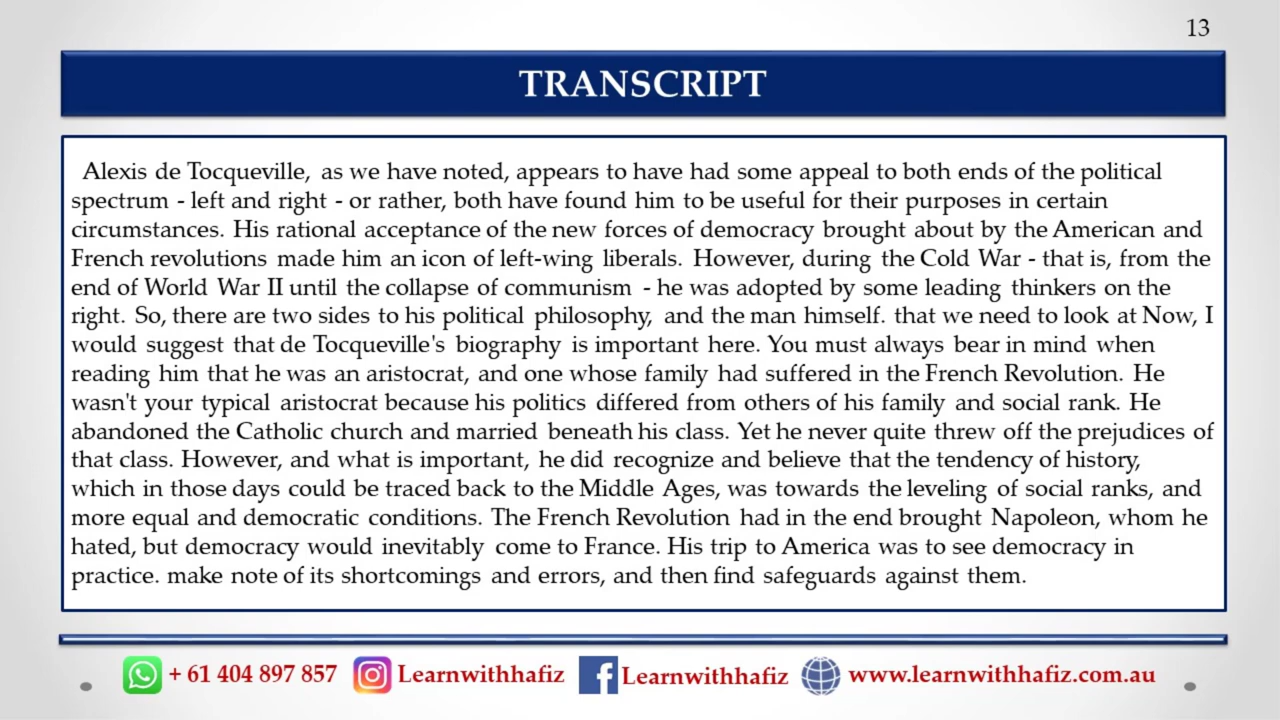 13
TRANSCRIPT
Alexis de Tocqueville, as we have noted, appears to have had some appeal to both ends of the political
spectrum - left and right - or rather, both have found him to be useful for their purposes in certain
circumstances. His rational acceptance of the new forces of democracy brought about by the American and
French revolutions made him an icon of left-wing liberals. However, during the Cold War - that is, from the
end of World War II until the collapse of communism - he was adopted by some leading thinkers on the
right. So, there are two sides to his political philosophy, and the man himself. that we need to look at Now, I
would suggest that de Tocqueville's biography is important here. You must always bear in mind when
reading him that he was an aristocrat, and one whose family had suffered in the French Revolution. He
wasn't your typical aristocrat because his politics differed from others of his family and social rank. He
abandoned the Catholic church and married beneath his class. Yet he never quite threw off the prejudices of
that class. However, and what is important, he did recognize and believe that the tendency of history,
which in those days could be traced back to the Middle Ages, was towards the leveling of social ranks, and
more equal and democratic conditions. The French Revolution had in the end brought Napoleon, whom he
hated, but democracy would inevitably come to France. His trip to America was to see democracy in
practice. make note of its shortcomings and errors, and then find safeguards against them.
+ 61 404 897 857 Learnwithhafiz Learnwithhafiz www.learnwithhafiz.com.au